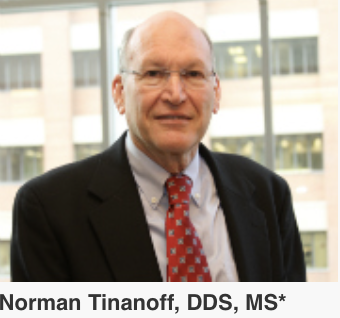 Norman Tinanoff, DDS, MS*